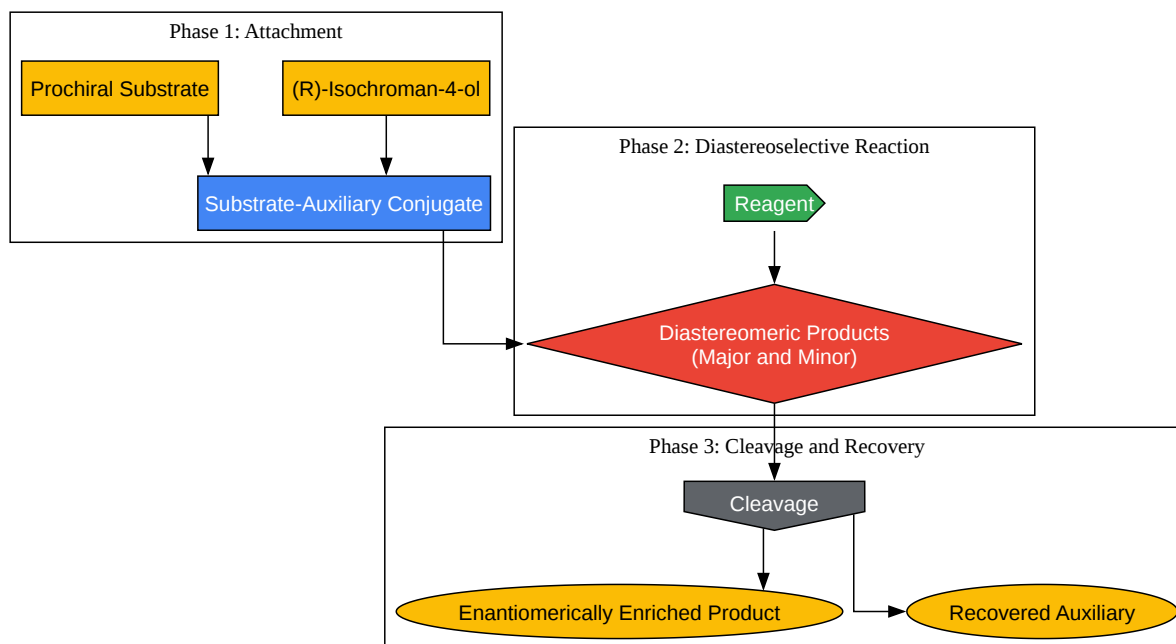 Phase 1: Attachment
Prochiral Substrate
(R)-Isochroman-4-ol
Substrate-Auxiliary Conjugate
Phase 2: Diastereoselective Reaction
Reagent
Diastereomeric Products
(Major and Minor)
Phase 3: Cleavage and Recovery
Cleavage
Enantiomerically Enriched Product
Recovered Auxiliary